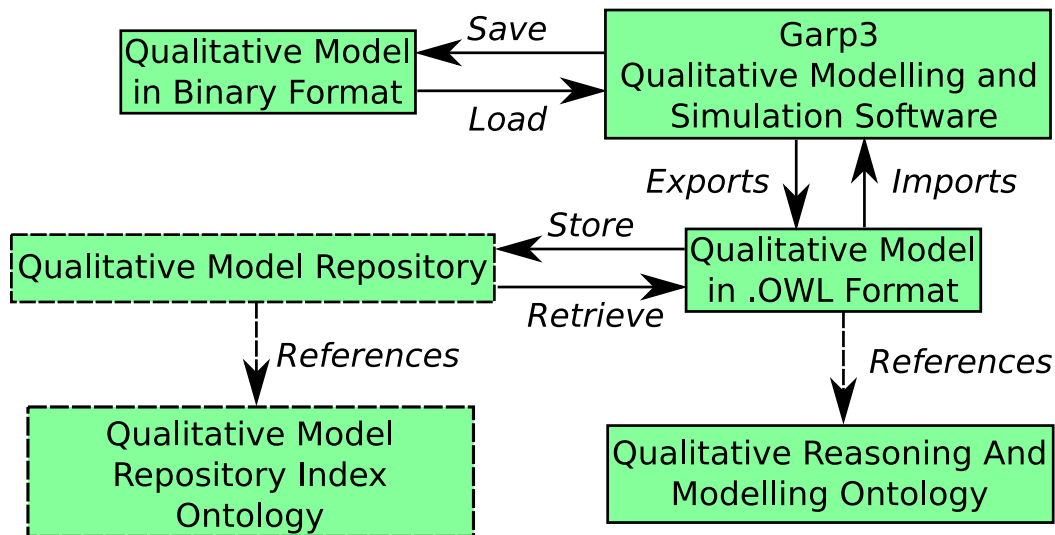 Save
Qualitative Model
in Binary Format
Load
Garp3
Qualitative Modelling and
Simulation Software
Exports
Imports
Store
Qualitative Model Repository
Retrieve
Qualitative Model
in .OWL Format
References
References
Qualitative Model
Repository Index
Ontology
Qualitative Reasoning And
Modelling Ontology